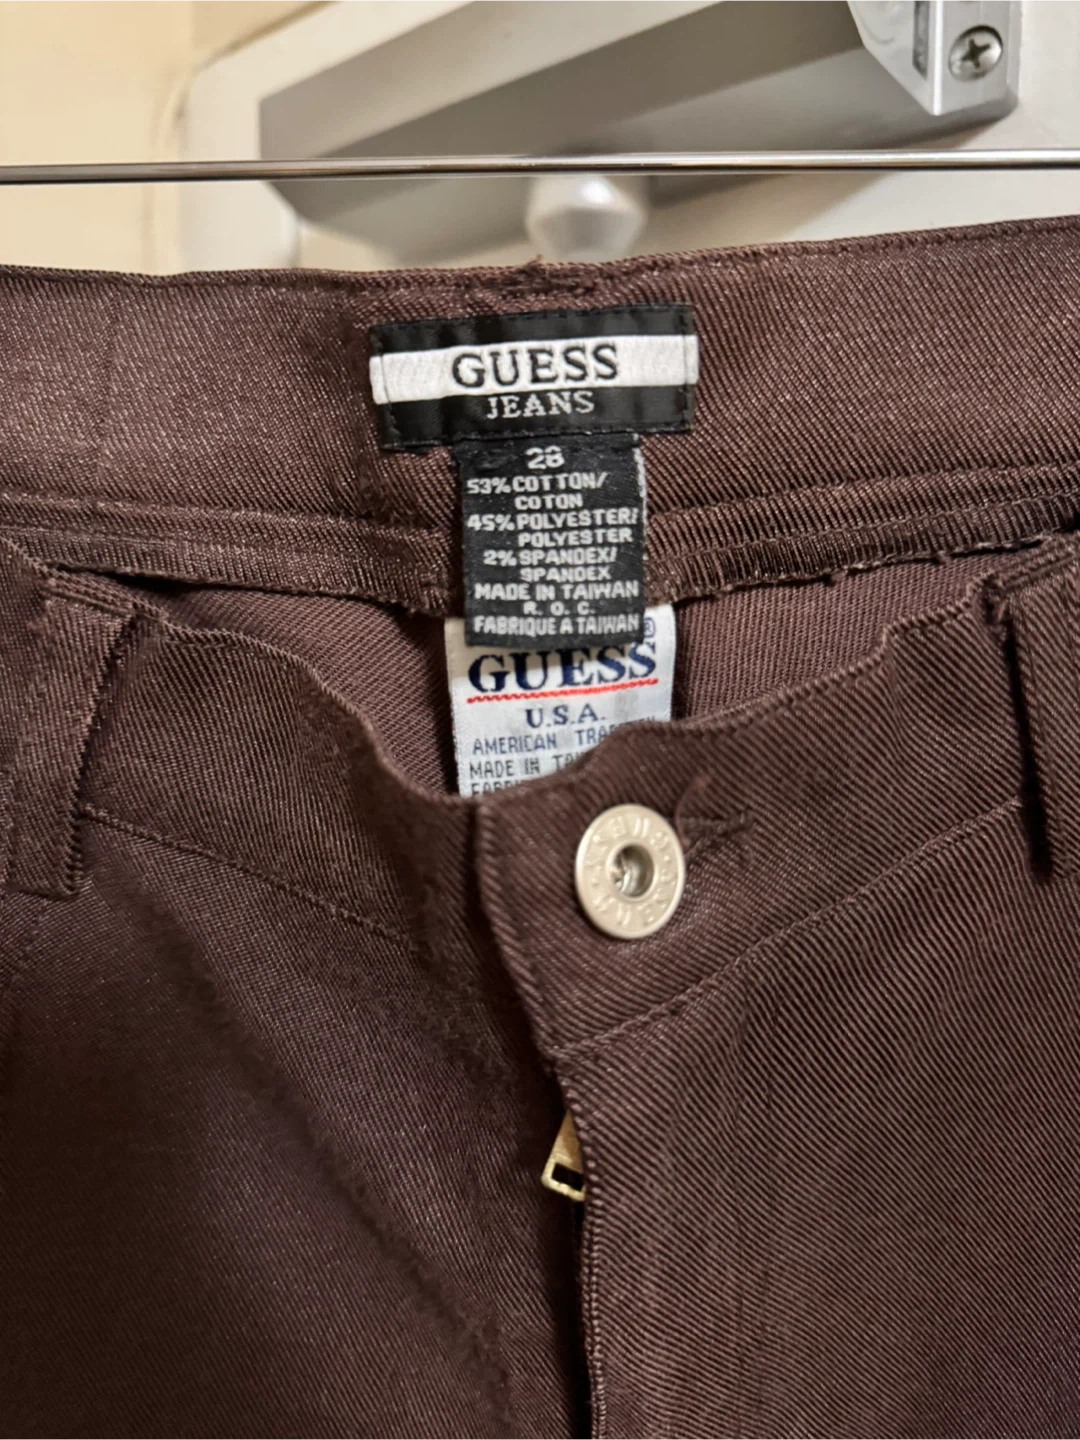 GUESS
JEANS
28
53% COTTON/
COTON
45% POLYESTER/
POLYESTER
2% SPANDEX/
SPANDEX
MADE IN TAIWAN
R. O. C.
FABRIQUE A TAIWAN
GUESS®
U.S.A.
AMERICAN
MADE IN